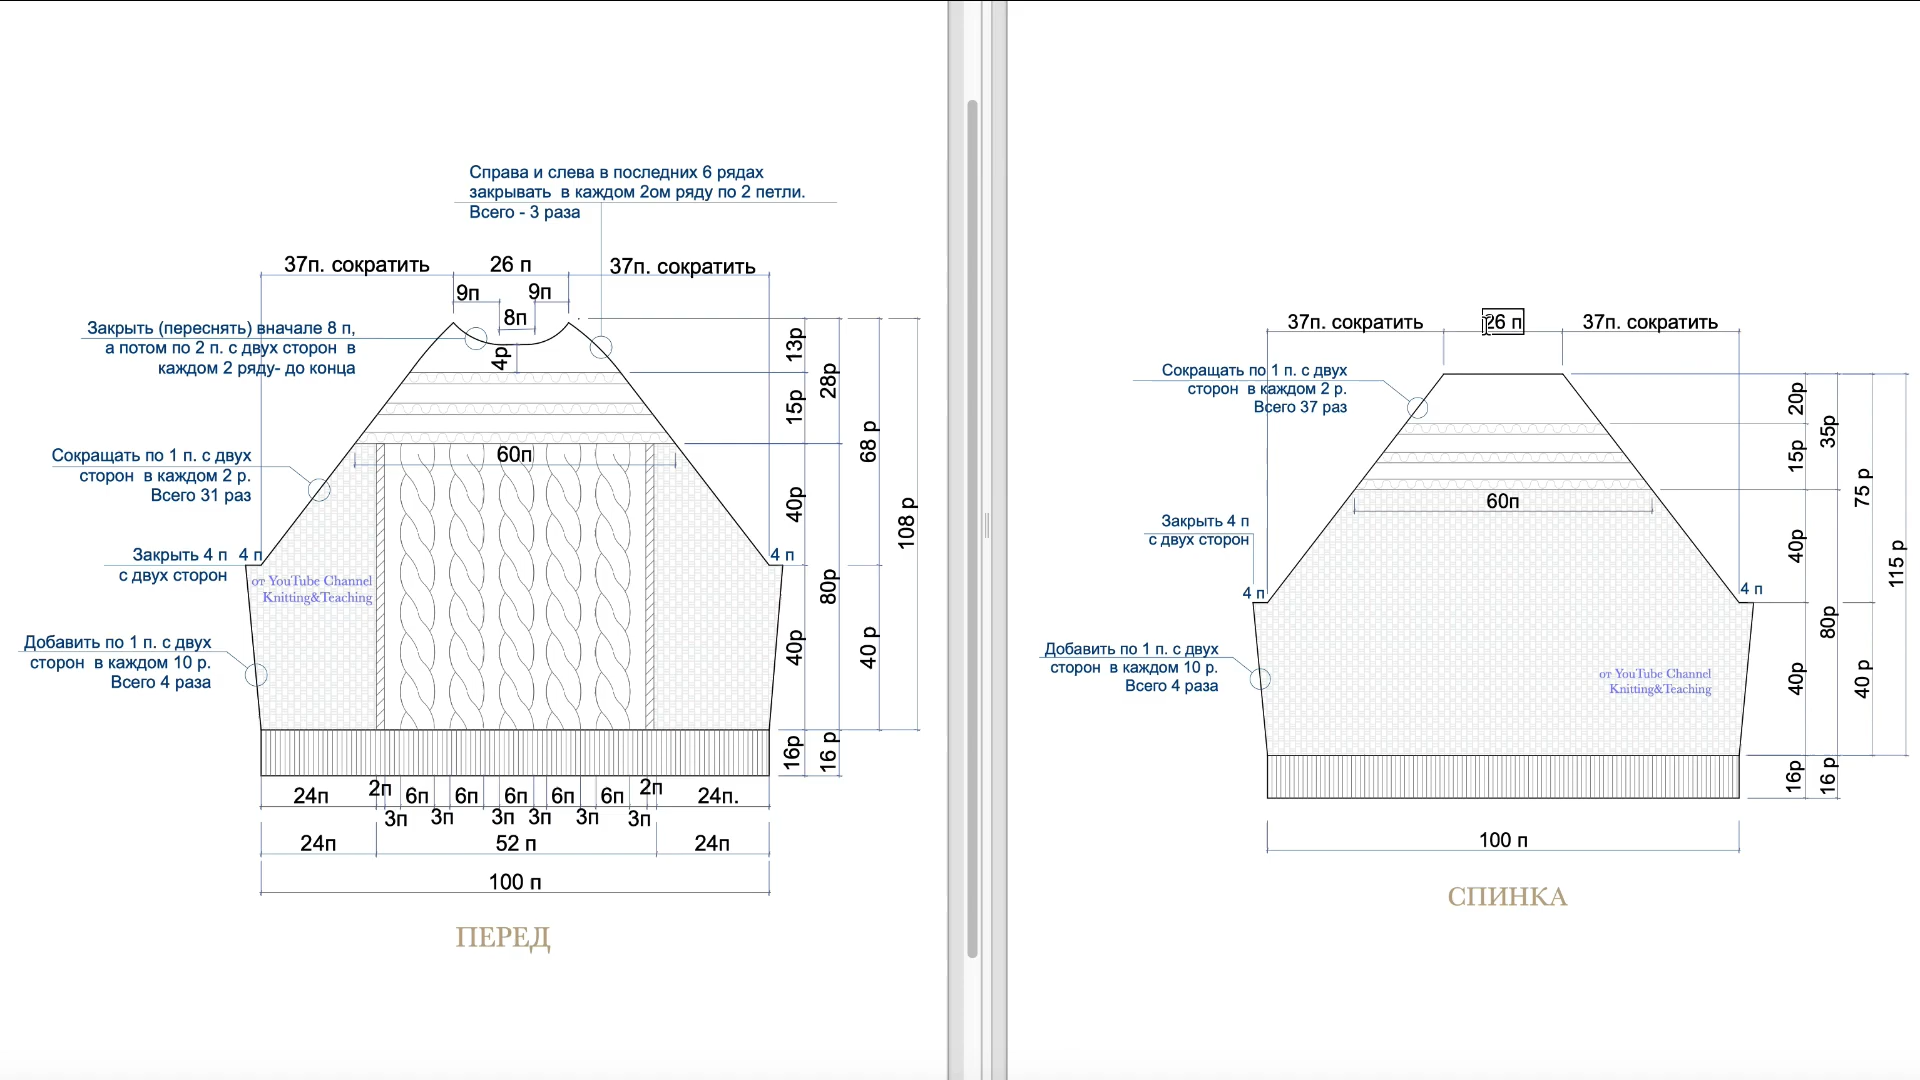 Справа и слева в последних 6 рядах
закрывать в каждом 2ом ряду по 2 петли.
Всего - 3 раза
37п. сократить
26 п
37п. сократить
9п
9п
8п
4р
Закрыть (переснять) вначале 8 п,
а потом по 2 п. с двух сторон в
каждом 2 ряду- до конца
Сокращать по 1 п. с двух
сторон в каждом 2 р.
Всего 31 раз
60п
Закрыть 4 п
с двух сторон
4 п
4 п
от YouTube Channel
Knitting&Teaching
Добавить по 1 п. с двух
сторон в каждом 10 р.
Всего 4 раза
13р
15р
28р
40р
68 р
80р
40р
40 р
108 р
16р
16 р
24п
2п
6п
6п
6п
6п
6п
2п
24п.
3п
3п
3п
3п
3п
3п
24п
52 п
24п
100 п
ПЕРЕД
37п. сократить
26 п
37п. сократить
Сокращать по 1 п. с двух
сторон в каждом 2 р.
Всего 37 раз
60п
Закрыть 4 п
с двух сторон
4 п
4 п
Добавить по 1 п. с двух
сторон в каждом 10 р.
Всего 4 раза
от YouTube Channel
Knitting&Teaching
20р
15р
35р
40р
75 р
80р
40р
40 р
115 р
16р
16 р
100 п
СПИНКА